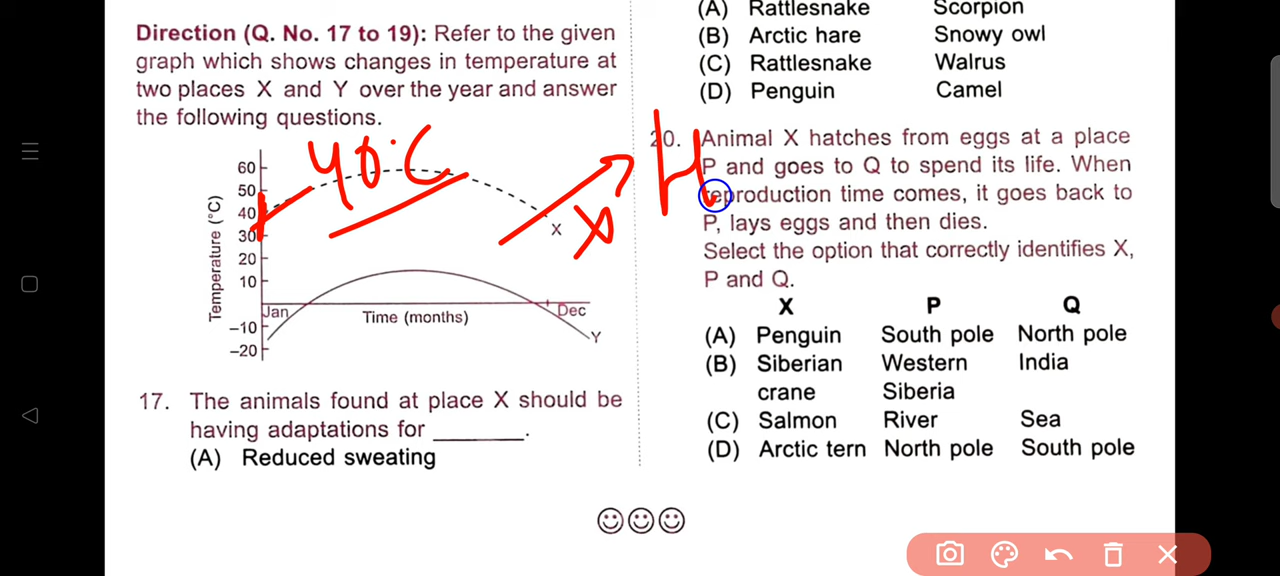 Direction (Q. No. 17 to 19): Refer to the given
graph which shows changes in temperature at
two places X and Y over the year and answer
the following questions.
Temperature (°C)
60
50
40
30
20
10
−10
−20
40°C
X
X
H
Jan
Time (months)
Dec
Y
17. The animals found at place X should be
having adaptations for ________.
(A) Reduced sweating
(A) Rattlesnake Scorpion
(B) Arctic hare Snowy owl
(C) Rattlesnake Walrus
(D) Penguin Camel
20. Animal X hatches from eggs at a place
P and goes to Q to spend its life. When
reproduction time comes, it goes back to
P, lays eggs and then dies.
Select the option that correctly identifies X,
P and Q.
X P Q
(A) Penguin South pole North pole
(B) Siberian Western India
crane Siberia
(C) Salmon River Sea
(D) Arctic tern North pole South pole